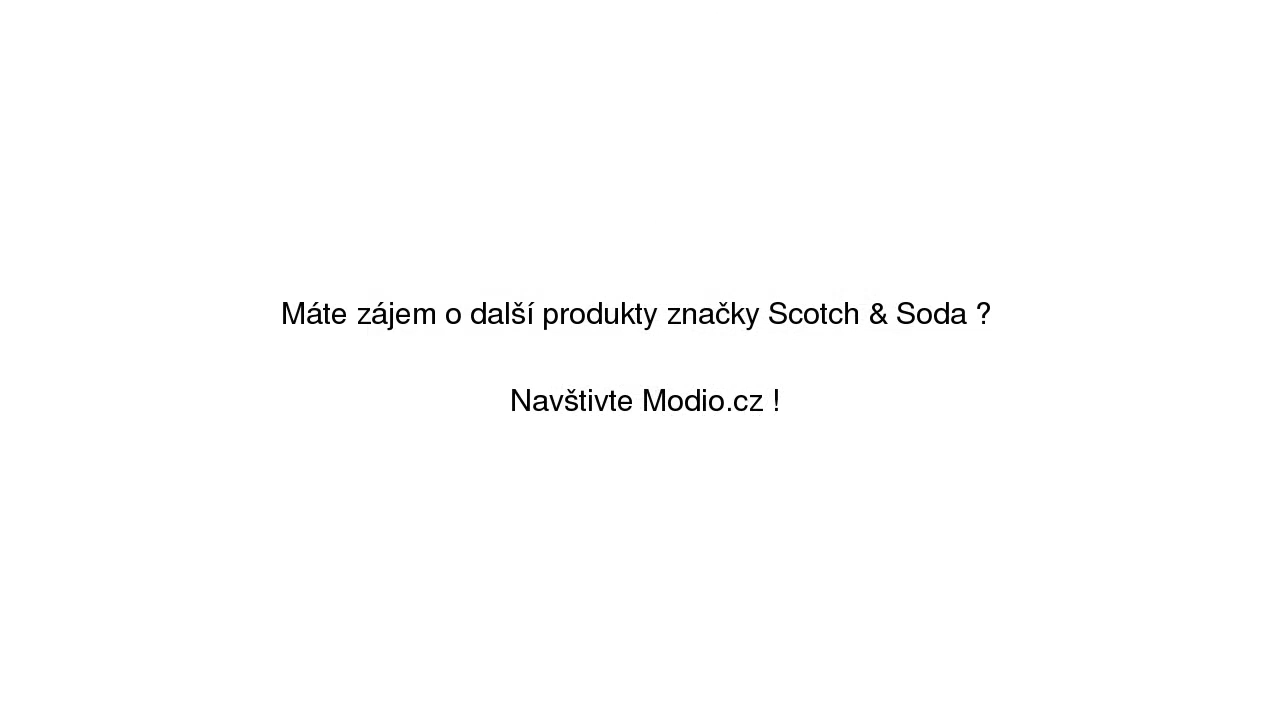 Máte zájem o další produkty značky Scotch & Soda ?
Navštivte Modio.cz !